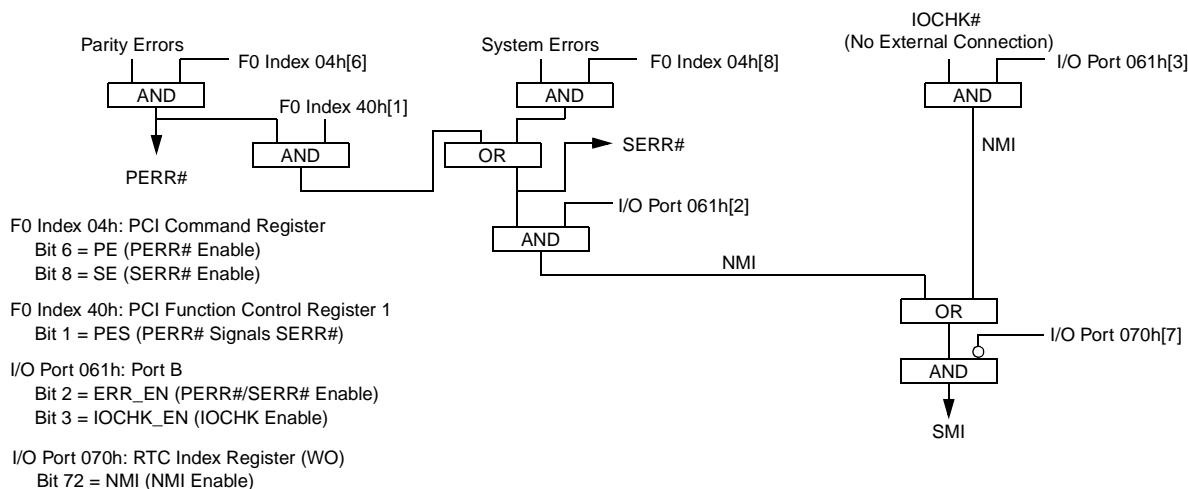 IOCHK#
(No External Connection)
Parity Errors
System Errors
F0 Index 04h[6]
F0 Index 04h[8]
I/O Port 061h[3]
AND
AND
AND
F0 Index 40h[1]
AND
OR
SERR#
NMI
PERR#
I/O Port 061h[2]
AND
NMI
F0 Index 04h: PCI Command Register
Bit 6 = PE (PERR# Enable)
Bit 8 = SE (SERR# Enable)
F0 Index 40h: PCI Function Control Register 1
Bit 1 = PES (PERR# Signals SERR#)
OR
I/O Port 070h[7]
AND
SMI
I/O Port 061h: Port B
Bit 2 = ERR_EN (PERR#/SERR# Enable)
Bit 3 = IOCHK_EN (IOCHK Enable)
I/O Port 070h: RTC Index Register (WO)
Bit 72 = NMI (NMI Enable)